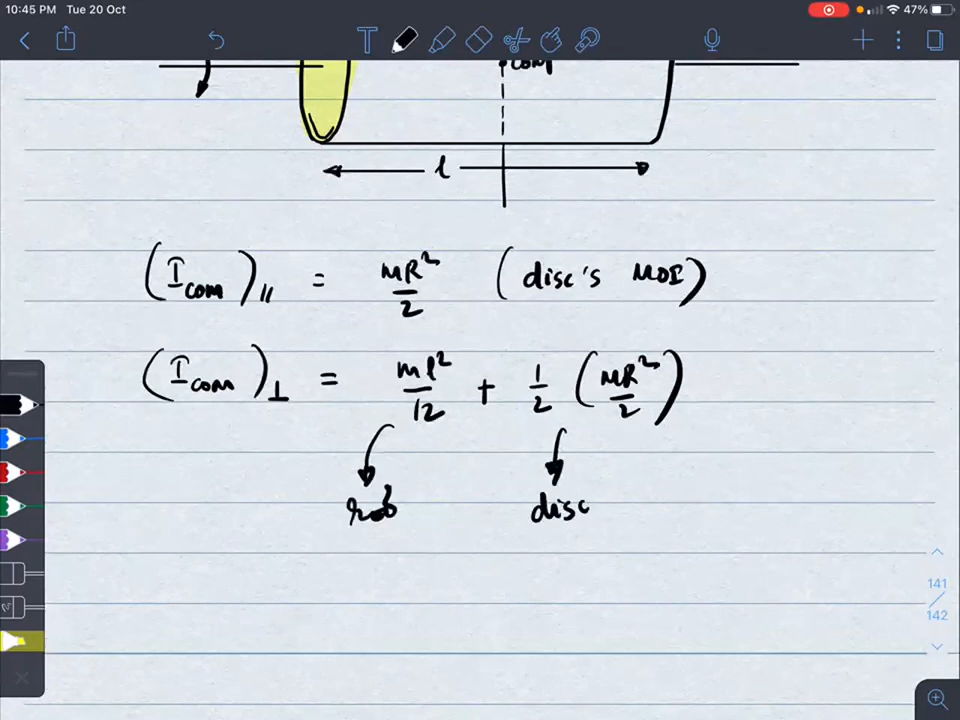 10:45 PM Tue 20 Oct 47%
T
com
l
(I_com)_∥ = MR²/2 (disc's MOI)
(I_com)_⊥ = Ml²/12 + 1/2 (MR²/2)
rod disc
141
/
142